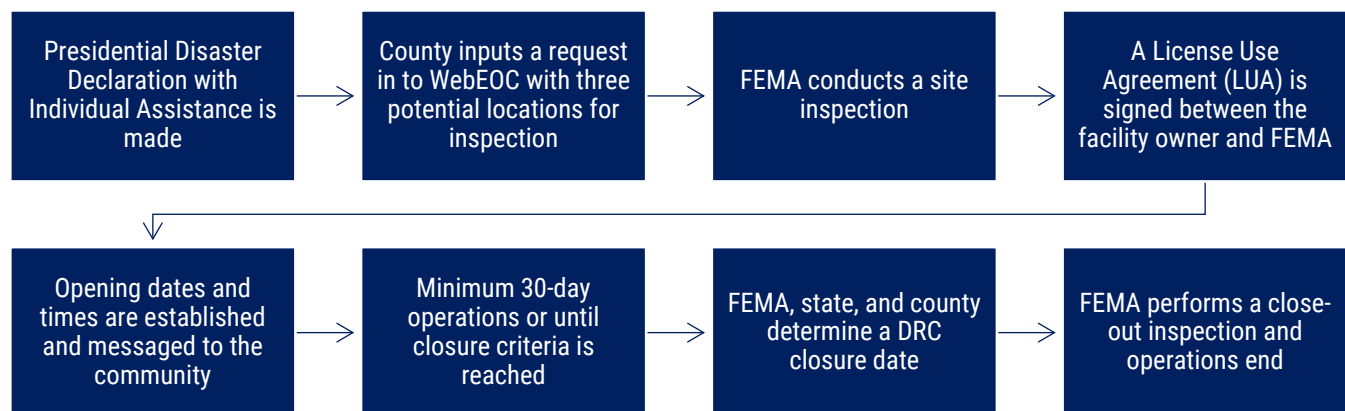 Presidential Disaster
Declaration with
Individual Assistance is
made
County inputs a request
in to WebEOC with three
potential locations for
inspection
FEMA conducts a site
inspection
A License Use
Agreement (LUA) is
signed between the
facility owner and FEMA
Opening dates and
times are established
and messaged to the
community
Minimum 30-day
operations or until
closure criteria is
reached
FEMA, state, and county
determine a DRC
closure date
FEMA performs a close-
out inspection and
operations end